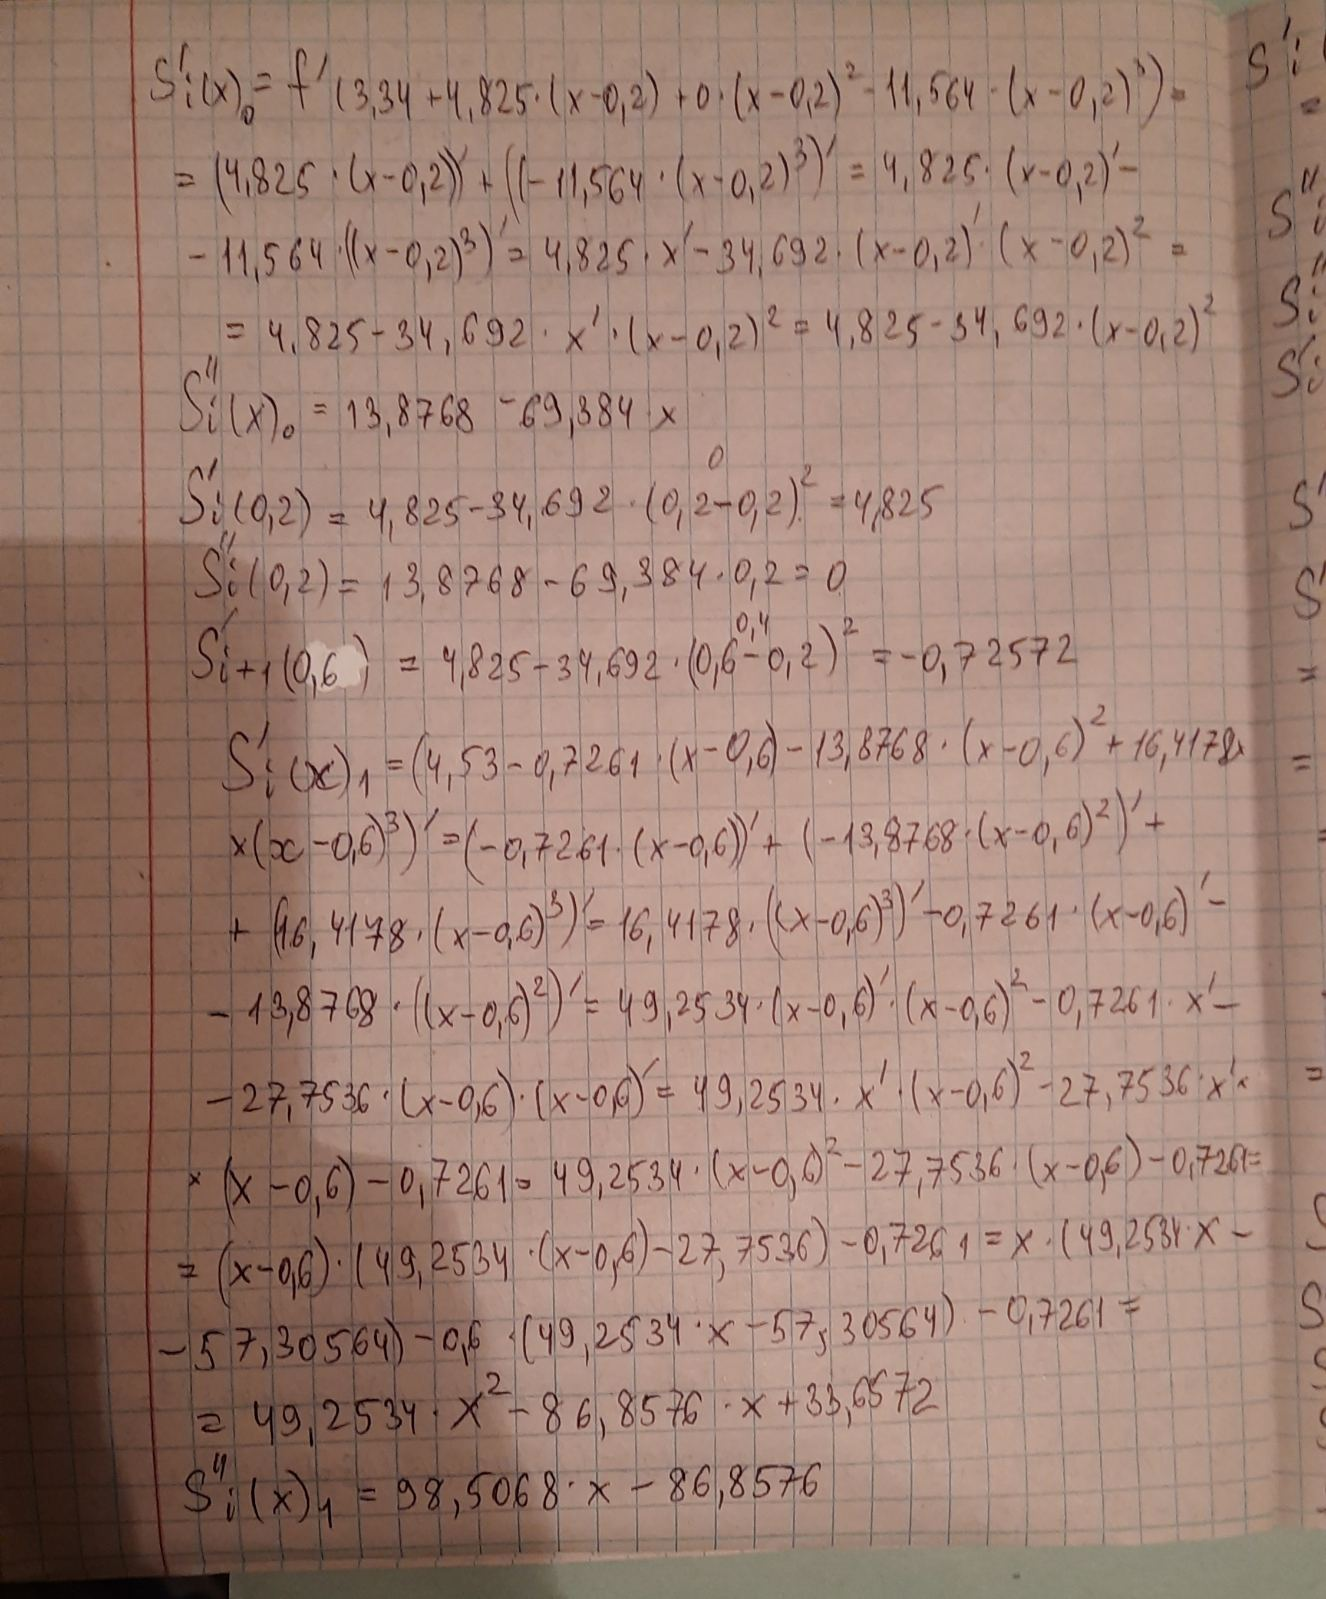 S'i(x)₀ = f'(3,34+4,825·(x-0,2)+0·(x-0,2)²-11,564·(x-0,2)³)=
= (4,825·(x-0,2))'+((-11,564·(x-0,2)³)'=4,825·(x-0,2)'-
-11,564·((x-0,2)³)'=4,825·x'-34,692·(x-0,2)'·(x-0,2)²=
=4,825-34,692·x'·(x-0,2)²=4,825-34,692·(x-0,2)²
S''i(x)₀=13,8768-69,384·x
0
S'i(0,2)=4,825-34,692·(0,2-0,2)²=4,825
S''i(0,2)=13,8768-69,384·0,2=0
0,4
S'i+1(0,6)=4,825-34,692·(0,6-0,2)²=-0,72572
S'i(x)₁=(4,53-0,7261·(x-0,6)-13,8768·(x-0,6)²+16,4178×
×(x-0,6)³)'=(-0,7261·(x-0,6))'+(-13,8768·(x-0,6)²)'+
+(16,4178·(x-0,6)³)'=16,4178·((x-0,6)³)'-0,7261·(x-0,6)'-
-13,8768·((x-0,6)²)'=49,2534·(x-0,6)'·(x-0,6)²-0,7261·x'-
-27,7536·(x-0,6)·(x-0,6)'=49,2534·x'·(x-0,6)²-27,7536·x'×
×(x-0,6)-0,7261=49,2534·(x-0,6)²-27,7536·(x-0,6)-0,7261=
=(x-0,6)·(49,2534·(x-0,6)-27,7536)-0,7261=x·(49,2534·x-
-57,30564)-0,6·(49,2534·x-57,30564)-0,7261=
=49,2534·x²-86,8576·x+33,6572
S''i(x)₁=98,5068·x-86,8576